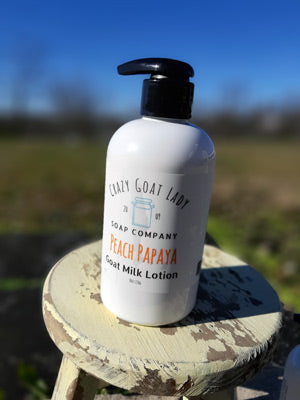 Crazy Goat Lady
20 09
Soap Company
Peach Papaya
Goat Milk Lotion